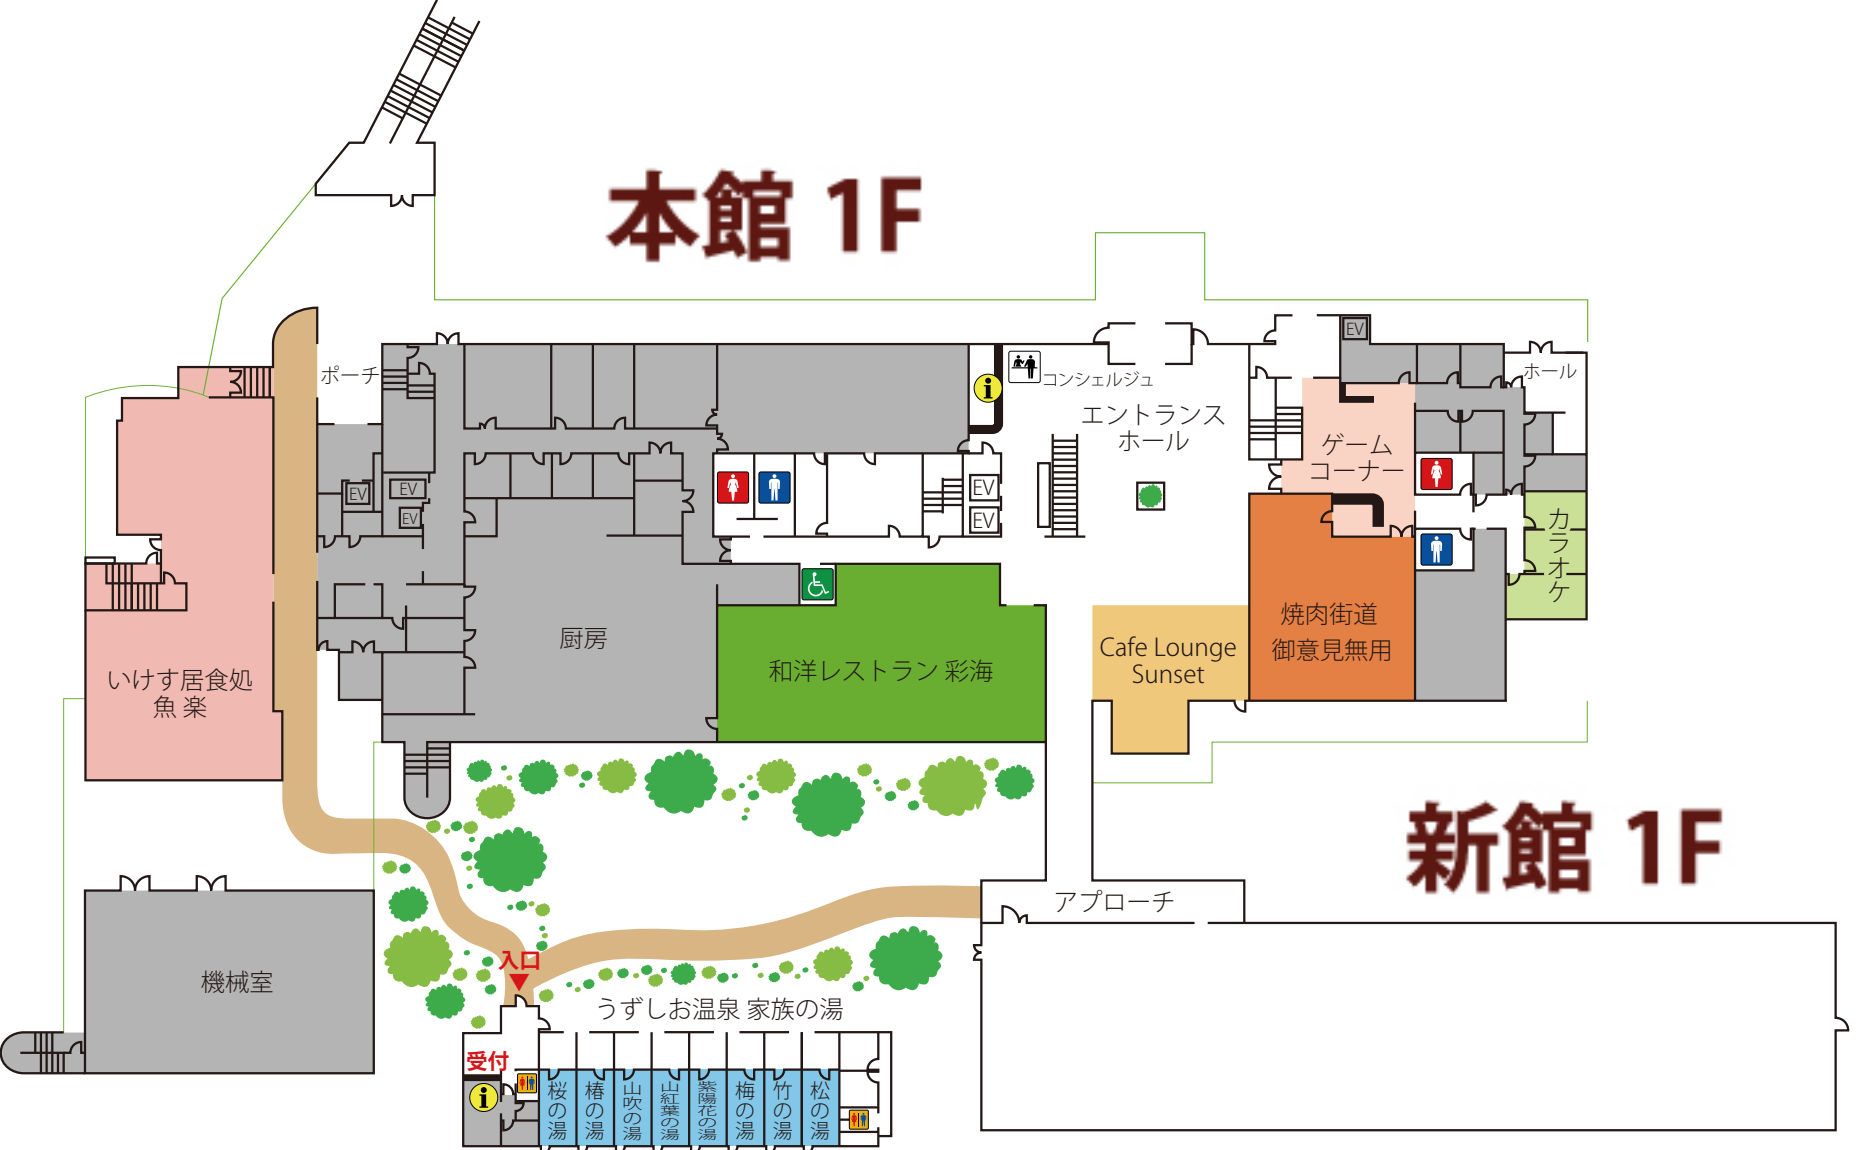 本館 1F
EV
ポーチ
コンシェルジュ
エントランス
ホール
ホール
ゲーム
コーナー
EV
EV
EV
EV
EV
カラオケ
焼肉街道
御意見無用
厨房
Cafe Lounge
Sunset
和洋レストラン 彩海
いけす居食処
魚 楽
新館 1F
アプローチ
入口
機械室
うずしお温泉 家族の湯
受付
桜の湯
椿の湯
山吹の湯
山紅葉の湯
紫陽花の湯
梅の湯
竹の湯
松の湯